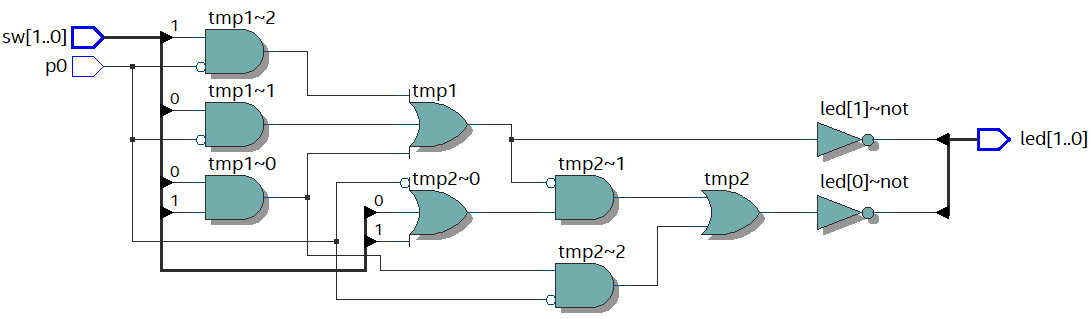 tmp1~2
sw[1..0]
1
p0
tmp1~1
0
tmp1
led[1]~not
led[1..0]
tmp1~0
0
1
tmp2~0
0
1
tmp2~1
tmp2
led[0]~not
tmp2~2